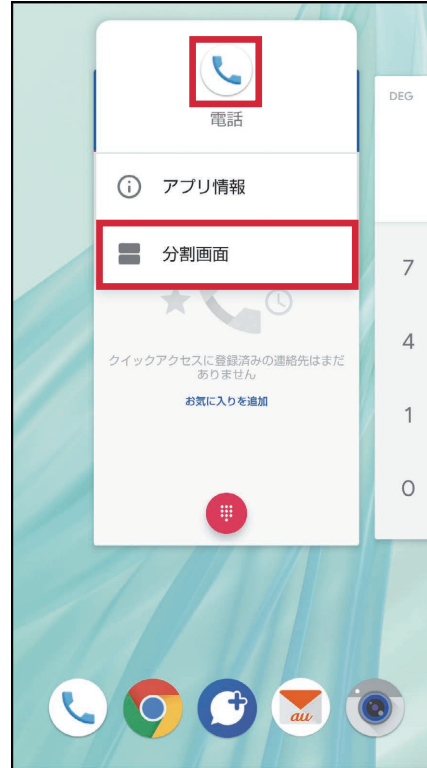 電話
DEG
アプリ情報
分割画面
7
クイックアクセスに登録済みの連絡先はまだ
ありません
4
お気に入りを追加
1
0
au